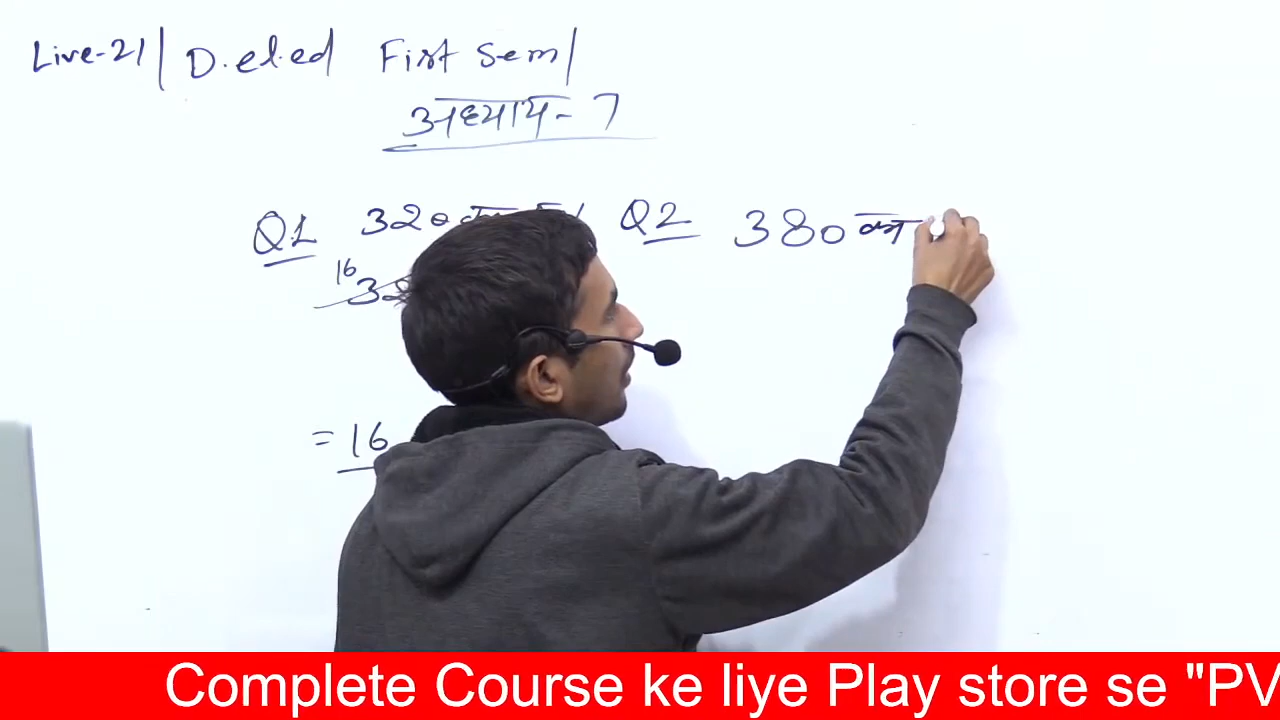 Live-21/ D.el.ed First Sem/
अध्याय- 7
Q1 320 Q2 380 का
16
= 16
Complete Course ke liye Play store se "PV